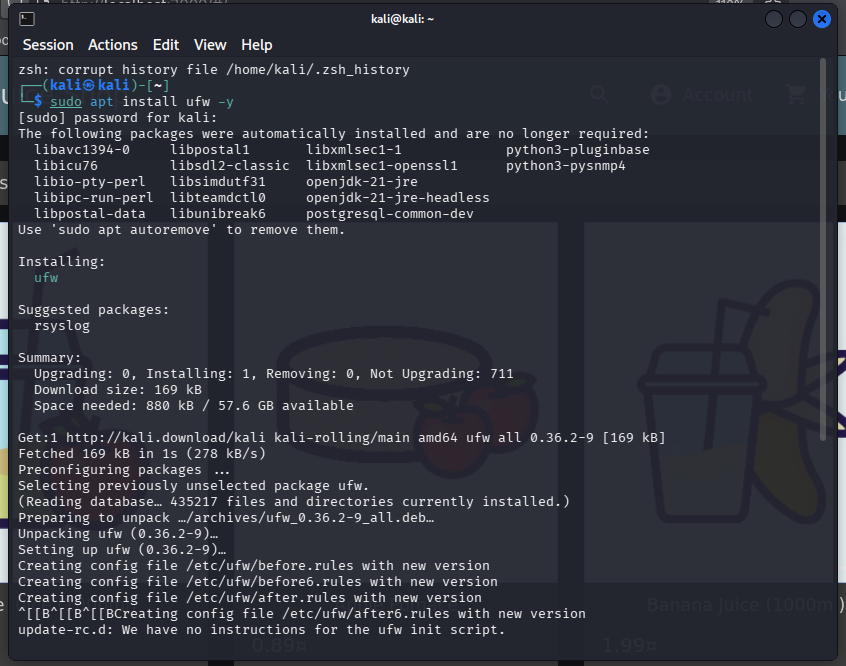 kali@kali: ~
Session Actions Edit View Help
zsh: corrupt history file /home/kali/.zsh_history
┌──(kali㉿kali)-[~]
└─$ sudo apt install ufw -y
[sudo] password for kali:
The following packages were automatically installed and are no longer required:
libavc1394-0 libpostal1 libxmlsec1-1 python3-pluginbase
libicu76 libsdl2-classic libxmlsec1-openssl1 python3-pysnmp4
libio-pty-perl libsimdutf31 openjdk-21-jre
libipc-run-perl libteamdctl0 openjdk-21-jre-headless
libpostal-data libunibreak6 postgresql-common-dev
Use 'sudo apt autoremove' to remove them.
Installing:
ufw
Suggested packages:
rsyslog
Summary:
Upgrading: 0, Installing: 1, Removing: 0, Not Upgrading: 711
Download size: 169 kB
Space needed: 880 kB / 57.6 GB available
Get:1 http://kali.download/kali kali-rolling/main amd64 ufw all 0.36.2-9 [169 kB]
Fetched 169 kB in 1s (278 kB/s)
Preconfiguring packages ...
Selecting previously unselected package ufw.
(Reading database… 435217 files and directories currently installed.)
Preparing to unpack …/archives/ufw_0.36.2-9_all.deb…
Unpacking ufw (0.36.2-9)…
Setting up ufw (0.36.2-9)…
Creating config file /etc/ufw/before.rules with new version
Creating config file /etc/ufw/before6.rules with new version
Creating config file /etc/ufw/after.rules with new version
^[[B^[[B^[[BCreating config file /etc/ufw/after6.rules with new version
update-rc.d: We have no instructions for the ufw init script.
Account
Banana Juice (1000m
0.89¤
1.99¤